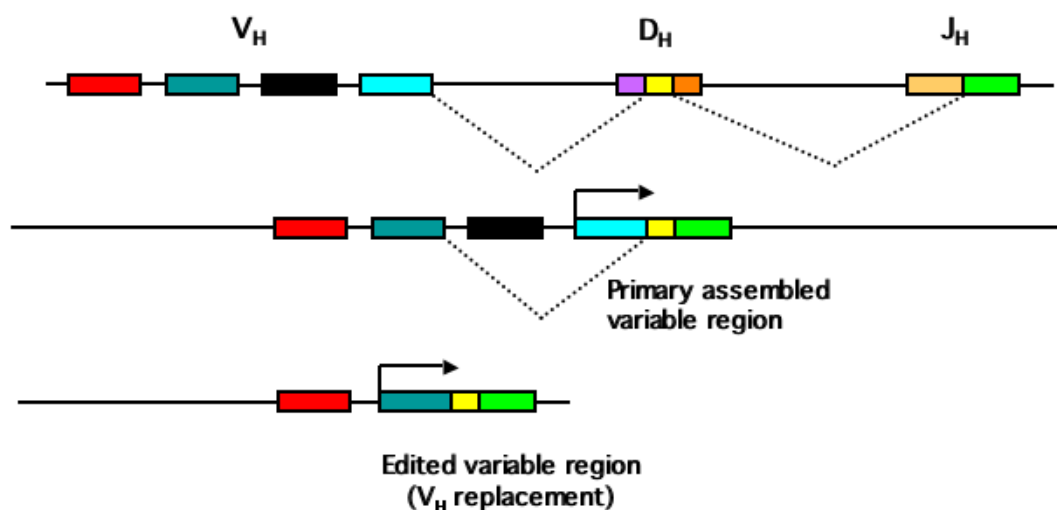 V_H D_H J_H
Primary assembled
variable region
Edited variable region
(V_H replacement)